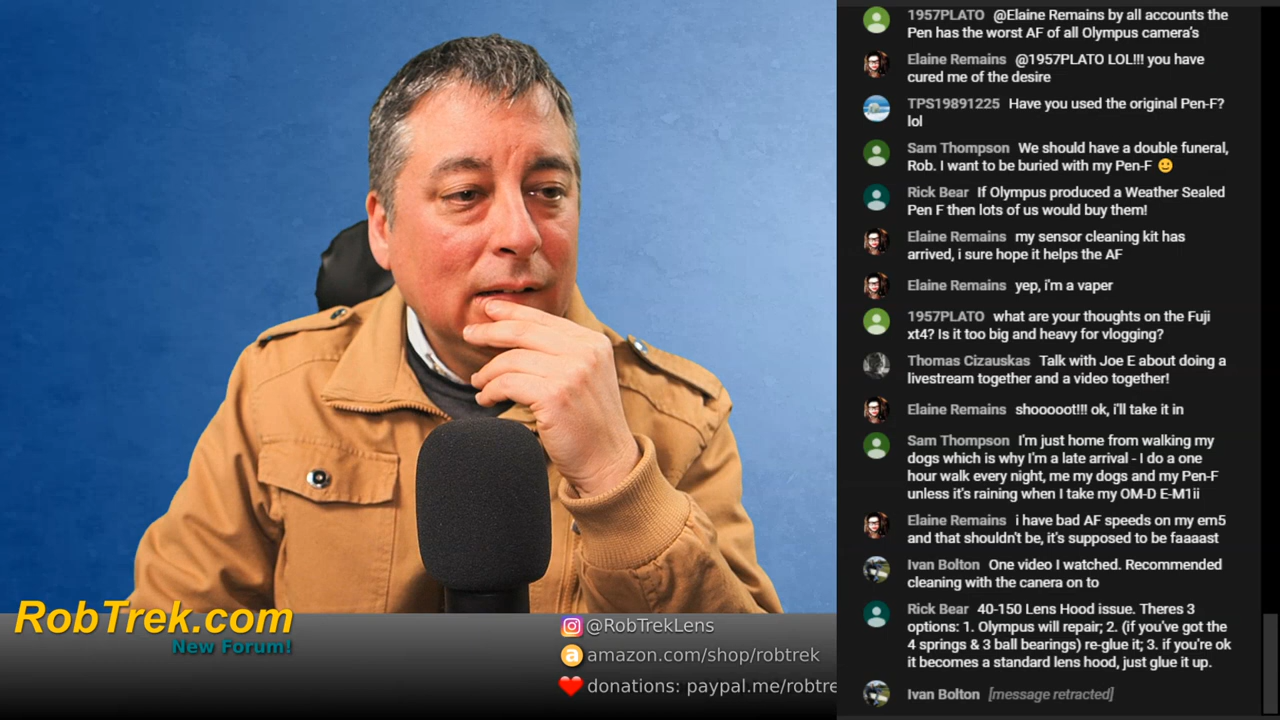 RobTrek.com
New Forum!
@RobTrekLens
a amazon.com/shop/robtrek
donations: paypal.me/robtre
1957PLATO @Elaine Remains by all accounts the
Pen has the worst AF of all Olympus camera's
Elaine Remains @1957PLATO LOL!!! you have
cured me of the desire
TPS19891225 Have you used the original Pen-F?
lol
Sam Thompson We should have a double funeral,
Rob. I want to be buried with my Pen-F 🙂
Rick Bear If Olympus produced a Weather Sealed
Pen F then lots of us would buy them!
Elaine Remains my sensor cleaning kit has
arrived, i sure hope it helps the AF
Elaine Remains yep, i'm a vaper
1957PLATO what are your thoughts on the Fuji
xt4? Is it too big and heavy for vlogging?
Thomas Cizauskas Talk with Joe E about doing a
livestream together and a video together!
Elaine Remains shooooot!!! ok, i'll take it in
Sam Thompson I'm just home from walking my
dogs which is why I'm a late arrival - I do a one
hour walk every night, me my dogs and my Pen-F
unless it's raining when I take my OM-D E-M1ii
Elaine Remains i have bad AF speeds on my em5
and that shouldn't be, it's supposed to be faaaast
Ivan Bolton One video I watched. Recommended
cleaning with the canera on to
Rick Bear 40-150 Lens Hood issue. Theres 3
options: 1. Olympus will repair; 2. (if you've got the
4 springs & 3 ball bearings) re-glue it; 3. if you're ok
it becomes a standard lens hood, just glue it up.
Ivan Bolton [message retracted]